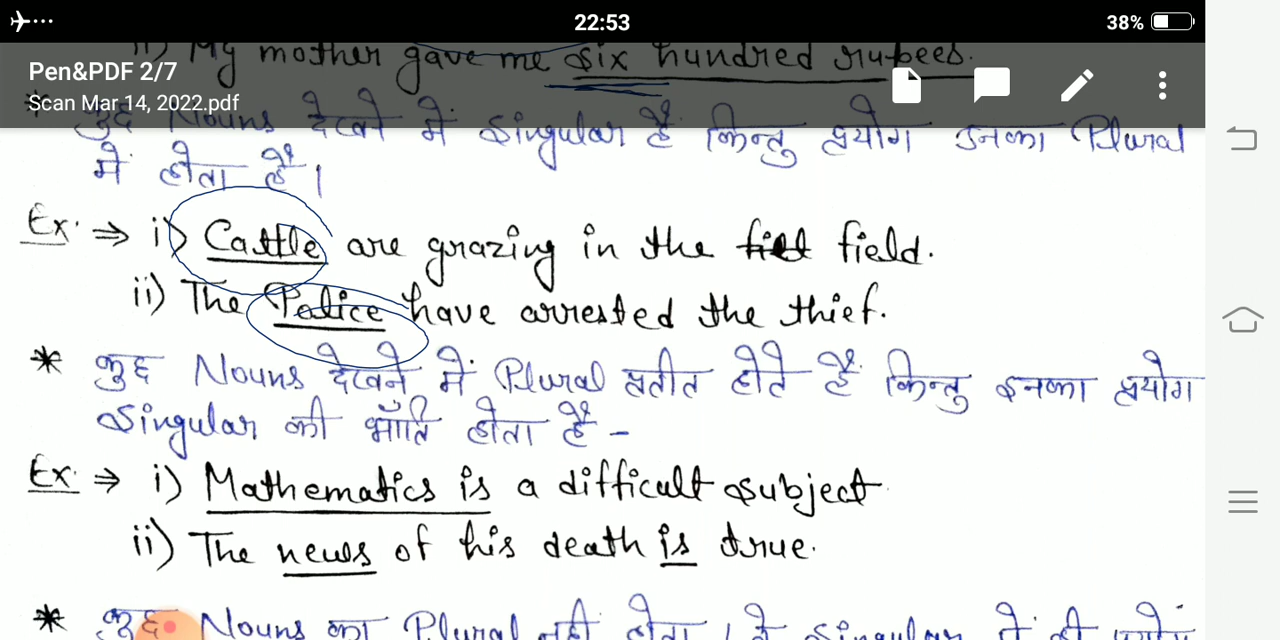 22:53
38%
ii) My mother gave me six hundred rupees.
Pen&PDF 2/7
Scan Mar 14, 2022.pdf
* कुछ Nouns देखने में Singular हैं किन्तु प्रयोग उनका Plural
में होता है।
Ex. ⇒ i) Cattle are grazing in the field.
ii) The Police have arrested the thief.
* कुछ Nouns देखने में Plural प्रतीत होते हैं किन्तु इनका प्रयोग
Singular की भाँति होता है –
Ex. ⇒ i) Mathematics is a difficult subject
ii) The news of his death is true.
* कुछ Nouns का Plural नहीं होता। ये Singular में ही प्रयोग